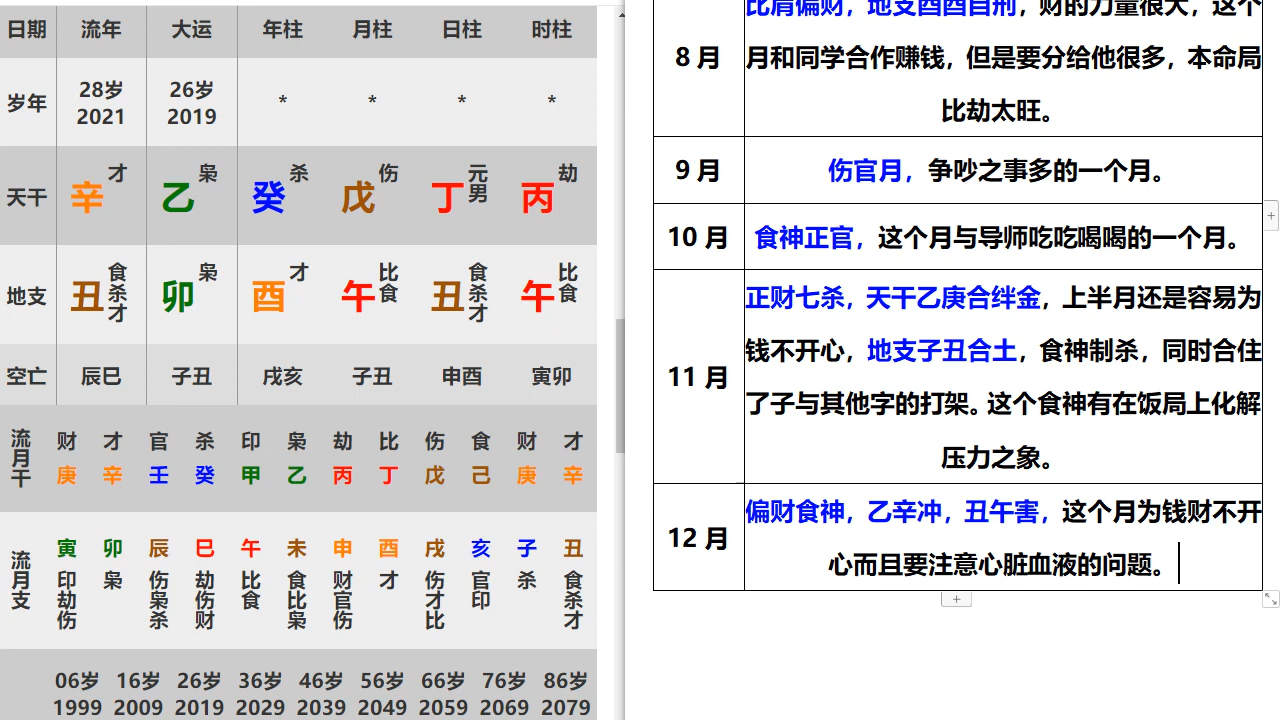 日期 流年 大运 年柱 月柱 日柱 时柱
岁年 28岁 26岁 * * * *
2021 2019
天干 辛 才 乙 枭 癸 杀 戊 伤 丁 元男 丙 劫
地支 丑 食杀才 卯 枭 酉 才 午 比食 丑 食杀才 午 比食
空亡 辰巳 子丑 戌亥 子丑 申酉 寅卯
流月干 财 才 官 杀 印 枭 劫 比 伤 食 财 才
庚 辛 壬 癸 甲 乙 丙 丁 戊 己 庚 辛
流月支 寅 卯 辰 巳 午 未 申 酉 戌 亥 子 丑
印劫伤 枭 伤枭杀 劫伤财 比食 食比枭 财官伤 才 伤才比 官印 杀 食杀才
06岁 16岁 26岁 36岁 46岁 56岁 66岁 76岁 86岁
1999 2009 2019 2029 2039 2049 2059 2069 2079
比肩偏财，地支酉酉自刑，财的力量很大，这个
8 月 月和同学合作赚钱，但是要分给他很多，本命局
比劫太旺。
9 月 伤官月，争吵之事多的一个月。
10 月 食神正官，这个月与导师吃吃喝喝的一个月。
正财七杀，天干乙庚合绊金，上半月还是容易为
钱不开心，地支子丑合土，食神制杀，同时合住
11 月 了子与其他字的打架。这个食神有在饭局上化解
压力之象。
偏财食神，乙辛冲，丑午害，这个月为钱财不开
12 月 心而且要注意心脏血液的问题。